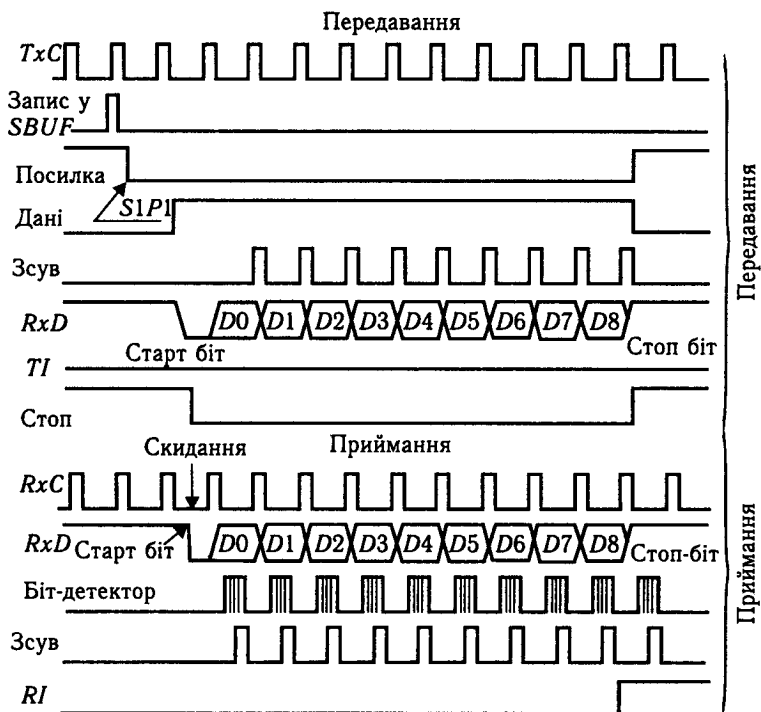 Передавання
TxC
Запис у
SBUF
Посилка
S1P1
Дані
Зсув
RxD D0 D1 D2 D3 D4 D5 D6 D7 D8
Старт біт Стоп біт
TI
Стоп
Передавання
Скидання Приймання
RxC
RxD Старт біт D0 D1 D2 D3 D4 D5 D6 D7 D8 Стоп-біт
Біт-детектор
Зсув
RI
Приймання